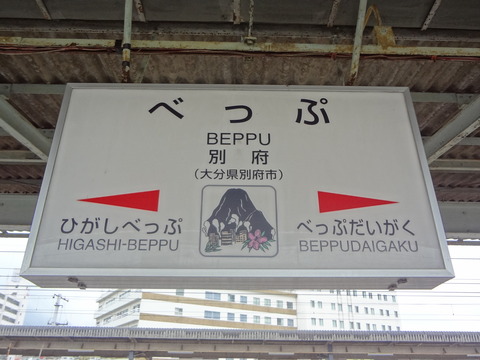 べっぷ
BEPPU
別府
(大分県別府市)
ひがしべっぷ
HIGASHI-BEPPU
べっぷだいがく
BEPPUDAIGAKU